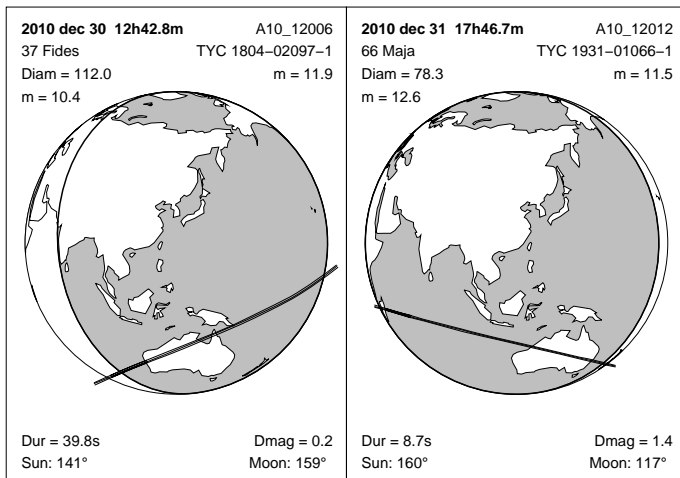 2010 dec 30 12h42.8m A10_12006
37 Fides TYC 1804−02097−1
Diam = 112.0 m = 11.9
m = 10.4
Dur = 39.8s Dmag = 0.2
Sun: 141° Moon: 159°
2010 dec 31 17h46.7m A10_12012
66 Maja TYC 1931−01066−1
Diam = 78.3 m = 11.5
m = 12.6
Dur = 8.7s Dmag = 1.4
Sun: 160° Moon: 117°